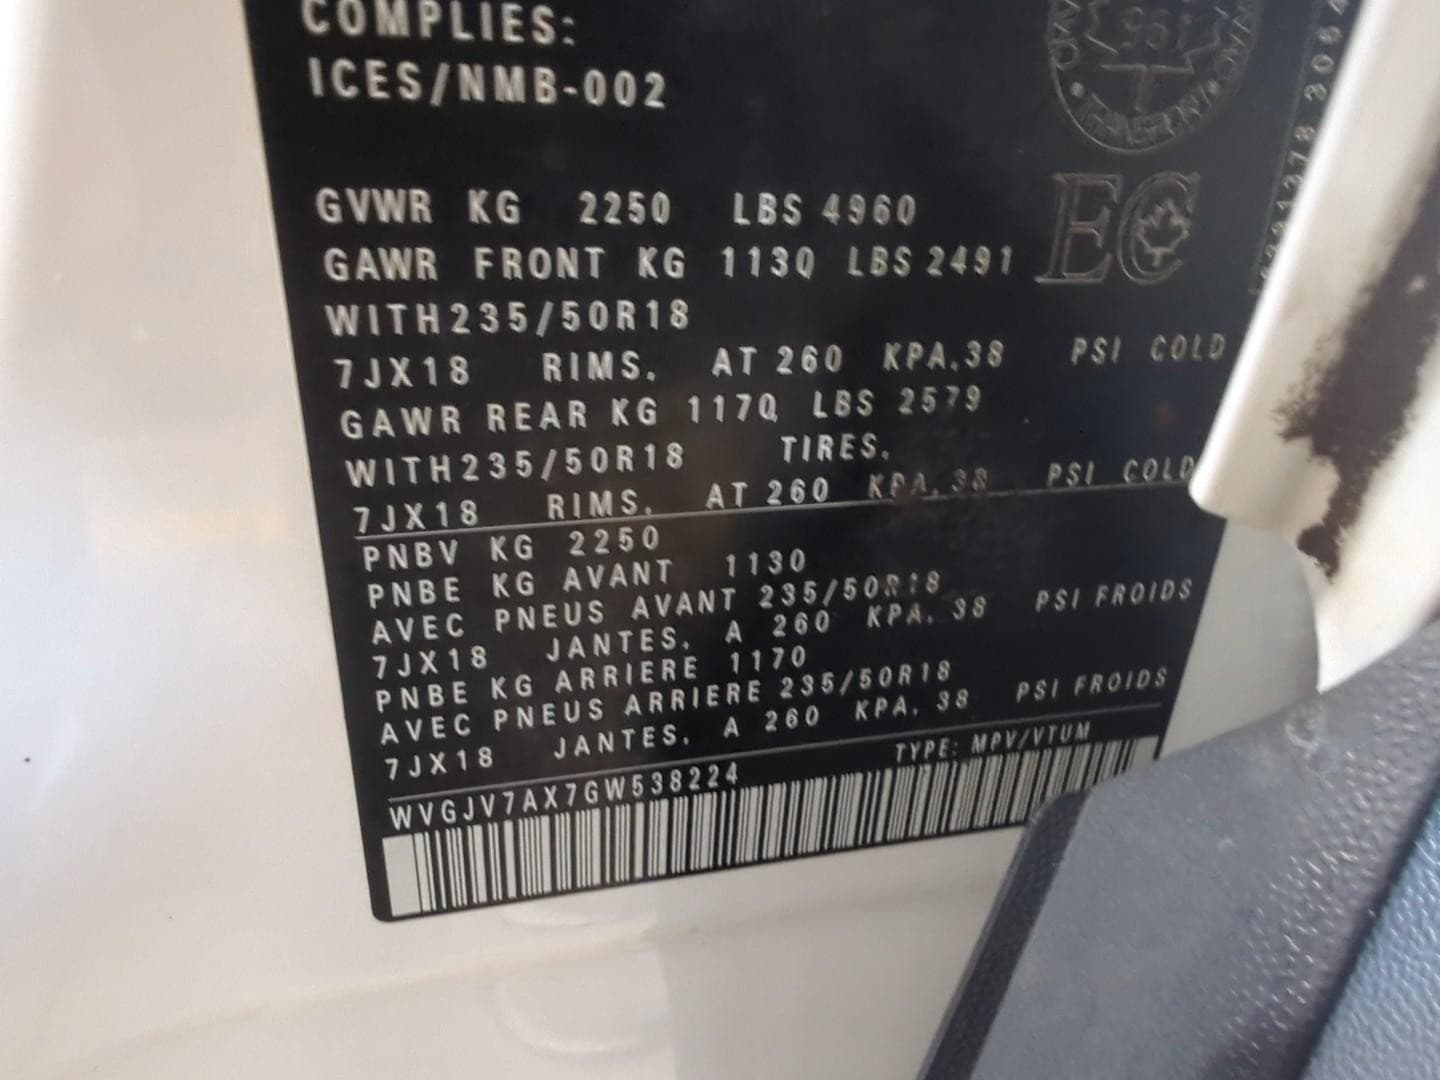 COMPLIES:
ICES/NMB-002
GVWR KG 2250 LBS 4960
GAWR FRONT KG 1130 LBS 2491
WITH235/50R18
7JX18 RIMS. AT 260 KPA.38 PSI COLD
GAWR REAR KG 1170 LBS 2579
WITH235/50R18 TIRES.
7JX18 RIMS. AT 260 KPA. 38 PSI COLD
PNBV KG 2250
PNBE KG AVANT 1130
AVEC PNEUS AVANT 235/50R18
7JX18 JANTES. A 260 KPA. 38 PSI FROIDS
PNBE KG ARRIERE 1170
AVEC PNEUS ARRIERE 235/50R18
7JX18 JANTES. A 260 KPA. 38 PSI FROIDS
WVGJV7AX7GW538224 TYPE: MPV/VTUM
EC